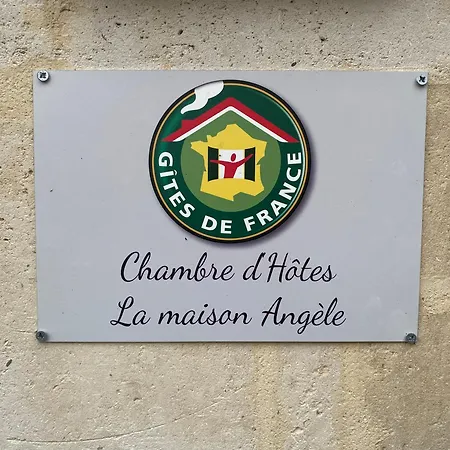 GÎTES DE FRANCE
Chambre d'Hôtes
La maison Angèle